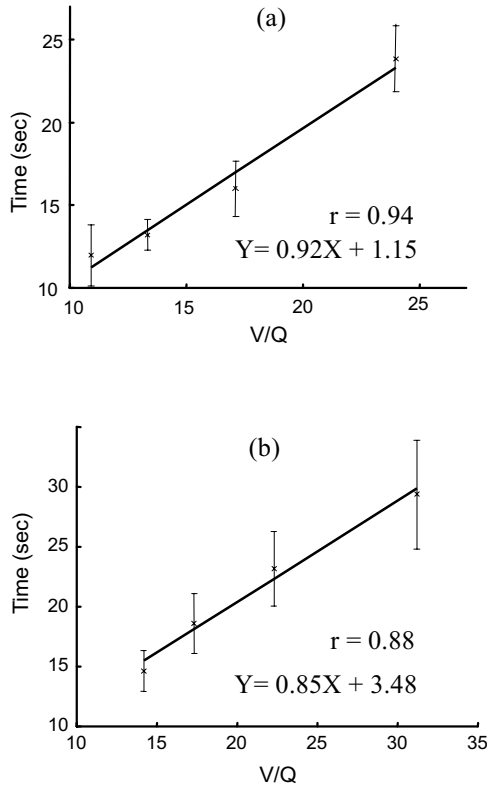 (a)
25
20
15
10
Time (sec)
r = 0.94
Y= 0.92X + 1.15
10 15 20 25
V/Q
(b)
30
25
20
15
10
Time (sec)
r = 0.88
Y= 0.85X + 3.48
10 15 20 25 30 35
V/Q